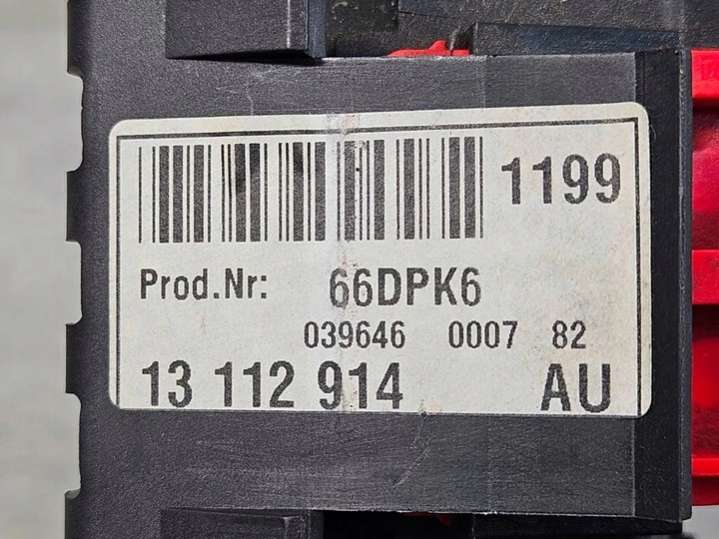 1199
Prod.Nr: 66DPK6
039646 0007 82
13 112 914 AU